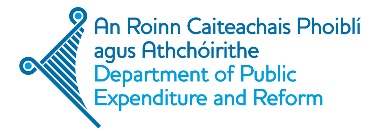 An Roinn Caiteachais Phoiblí
agus Athchóirithe
Department of Public
Expenditure and Reform